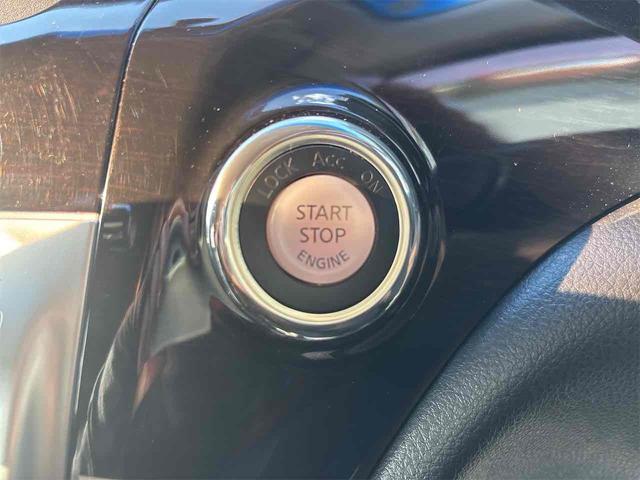 LOCK Acc ON
START
STOP
ENGINE